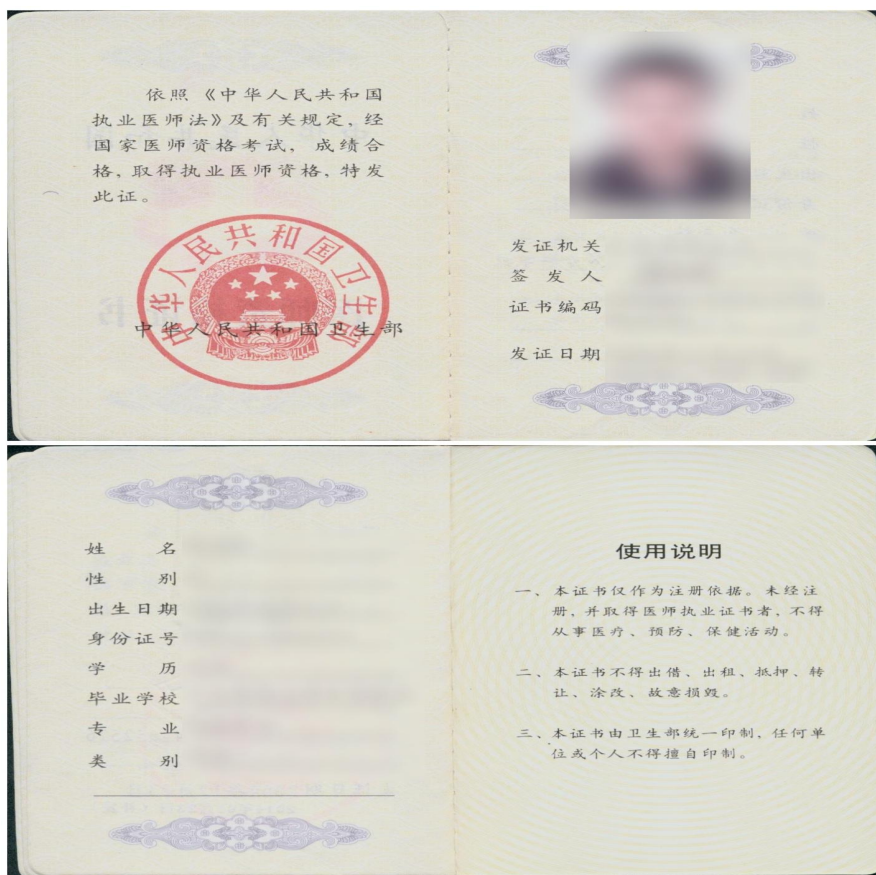 依照《中华人民共和国
执业医师法》及有关规定，经
国家医师资格考试，成绩合
格，取得执业医师资格，特发
此证。
中华人民共和国卫生部
中华人民共和国卫生部
发证机关
签发人
证书编码
发证日期
姓名
性别
出生日期
身份证号
学历
毕业学校
专业
类别
使用说明
一、本证书仅作为注册依据。未经注
册，并取得医师执业证书者，不得
从事医疗、预防、保健活动。
二、本证书不得出借、出租、抵押、转
让、涂改、故意损毁。
三、本证书由卫生部统一印制，任何单
位或个人不得擅自印制。